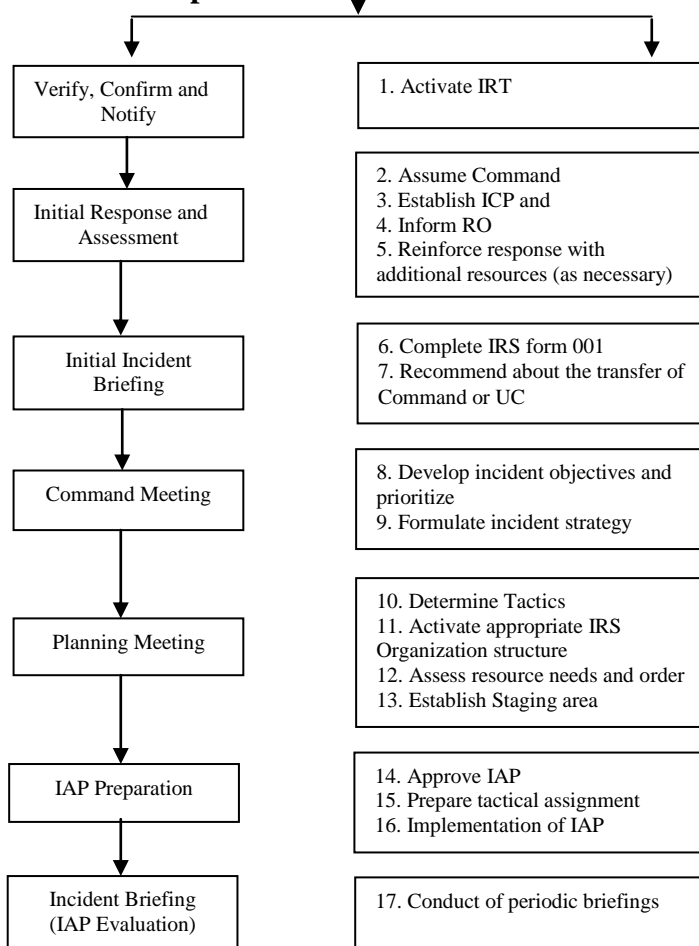 Verify, Confirm and
Notify
1. Activate IRT
Initial Response and
Assessment
2. Assume Command
3. Establish ICP and
4. Inform RO
5. Reinforce response with
additional resources (as necessary)
Initial Incident
Briefing
6. Complete IRS form 001
7. Recommend about the transfer of
Command or UC
Command Meeting
8. Develop incident objectives and
prioritize
9. Formulate incident strategy
Planning Meeting
10. Determine Tactics
11. Activate appropriate IRS
Organization structure
12. Assess resource needs and order
13. Establish Staging area
IAP Preparation
14. Approve IAP
15. Prepare tactical assignment
16. Implementation of IAP
Incident Briefing
(IAP Evaluation)
17. Conduct of periodic briefings